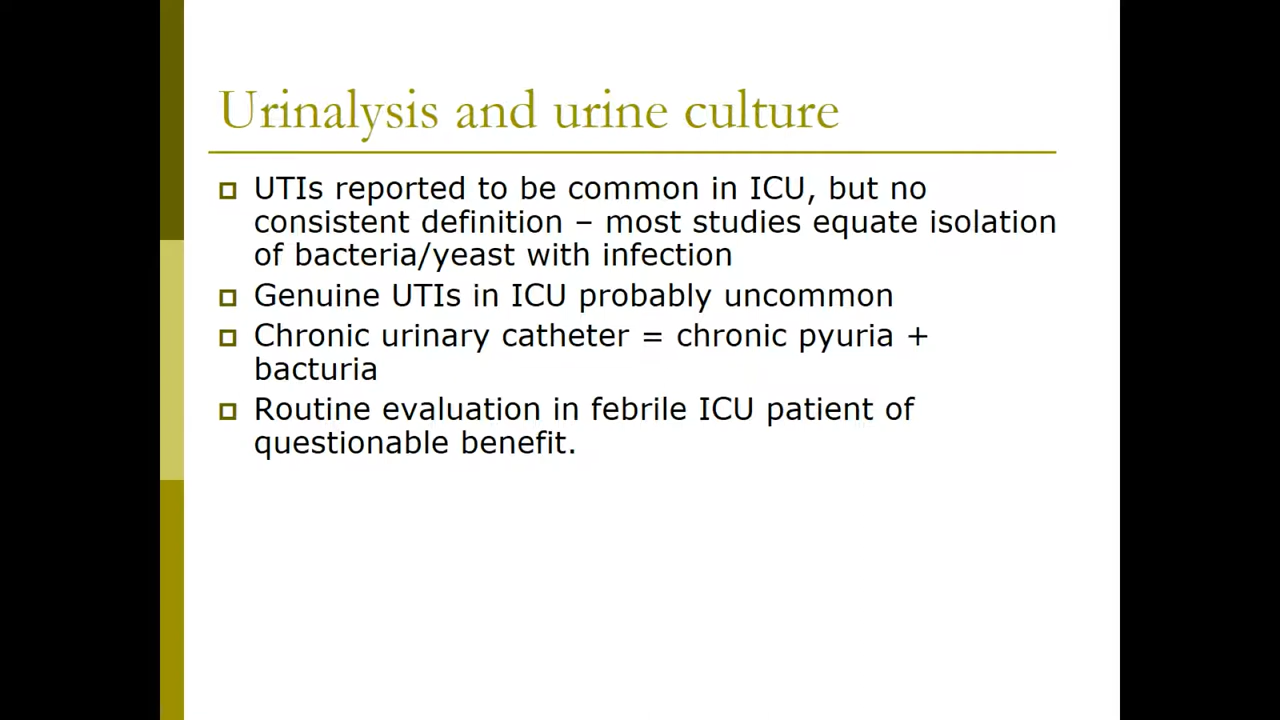 Urinalysis and urine culture
UTIs reported to be common in ICU, but no
consistent definition – most studies equate isolation
of bacteria/yeast with infection
Genuine UTIs in ICU probably uncommon
Chronic urinary catheter = chronic pyuria +
bacturia
Routine evaluation in febrile ICU patient of
questionable benefit.